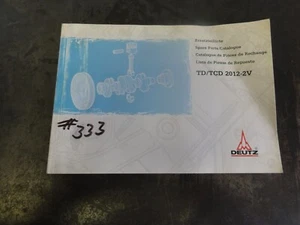 Ersatzteilliste
Spare Parts Catalogue
Catalogue de Pièces de Rechange
Lista de Piezas de Repuesto
TD/TCD 2012-2V
#333
DEUTZ